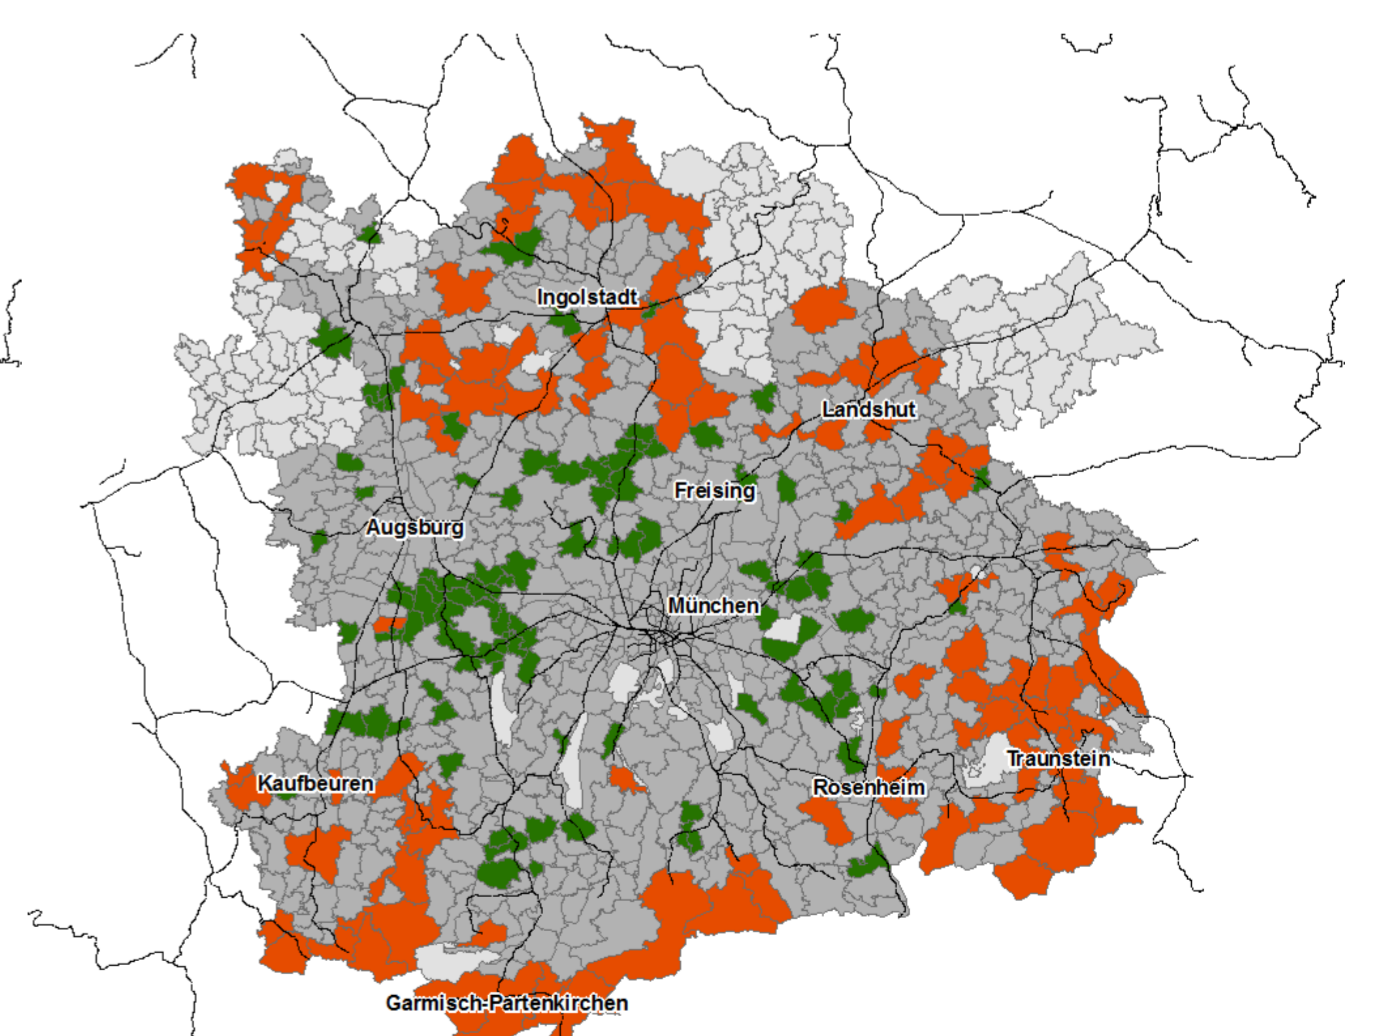 Ingolstadt
Landshut
Freising
Augsburg
München
Traunstein
Kaufbeuren
Rosenheim
Garmisch-Partenkirchen